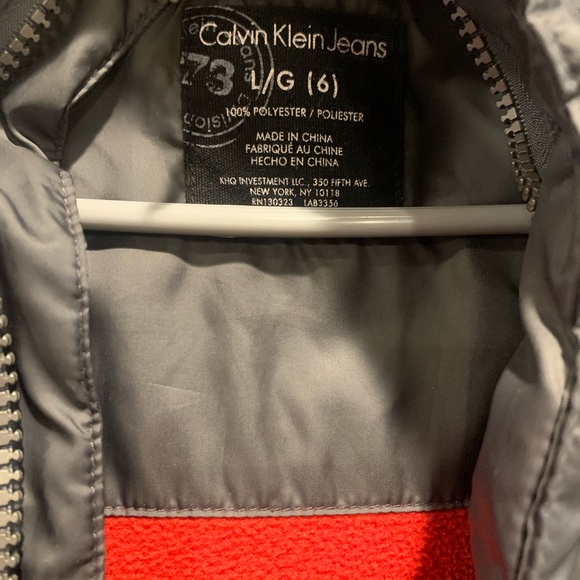 Calvin Klein Jeans
273
L/G (6)
100% POLYESTER / POLIESTER
MADE IN CHINA
FABRIQUÉ AU CHINE
HECHO EN CHINA
KHQ INVESTMENT LLC., 350 FIFTH AVE.
NEW YORK, NY 10118
RN130323 LAB3356